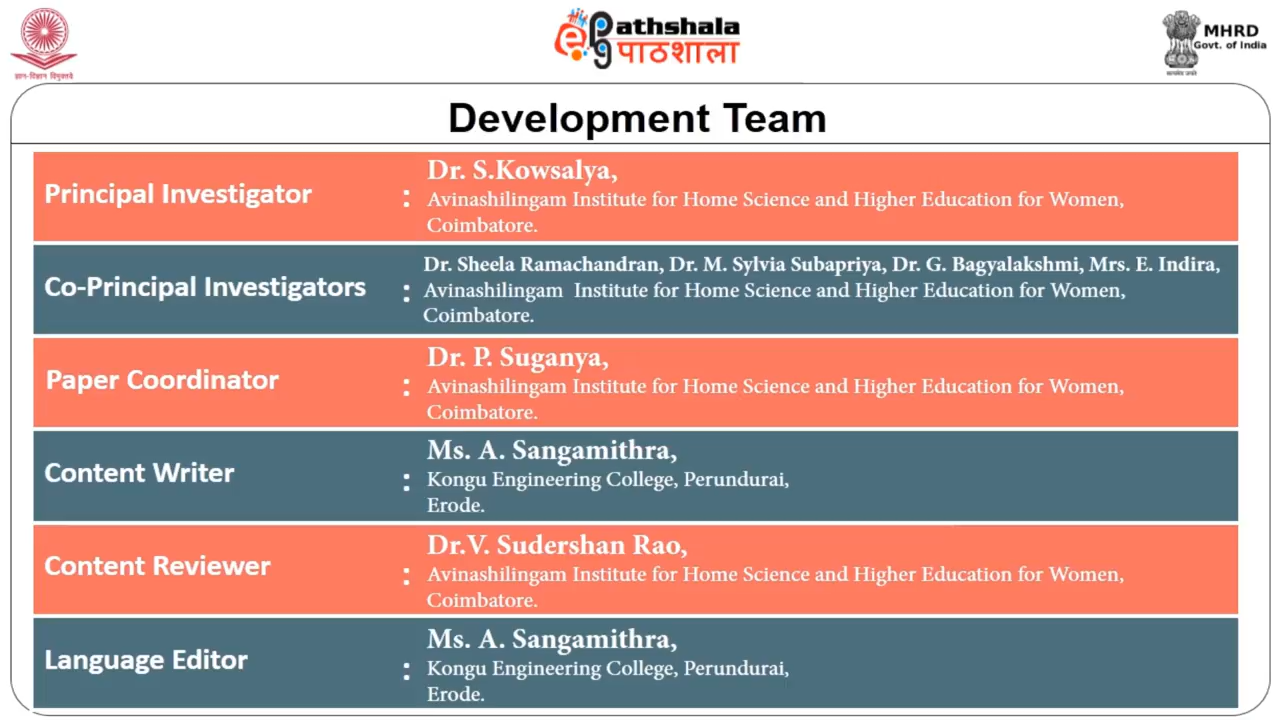 ज्ञान-विज्ञान विमुक्तये
ePathshala
पाठशाला
MHRD
Govt. of India
सत्यमेव जयते
Development Team
Principal Investigator : Dr. S.Kowsalya,
Avinashilingam Institute for Home Science and Higher Education for Women,
Coimbatore.
Co-Principal Investigators : Dr. Sheela Ramachandran, Dr. M. Sylvia Subapriya, Dr. G. Bagyalakshmi, Mrs. E. Indira,
Avinashilingam Institute for Home Science and Higher Education for Women,
Coimbatore.
Paper Coordinator : Dr. P. Suganya,
Avinashilingam Institute for Home Science and Higher Education for Women,
Coimbatore.
Content Writer : Ms. A. Sangamithra,
Kongu Engineering College, Perundurai,
Erode.
Content Reviewer : Dr.V. Sudershan Rao,
Avinashilingam Institute for Home Science and Higher Education for Women,
Coimbatore.
Language Editor : Ms. A. Sangamithra,
Kongu Engineering College, Perundurai,
Erode.